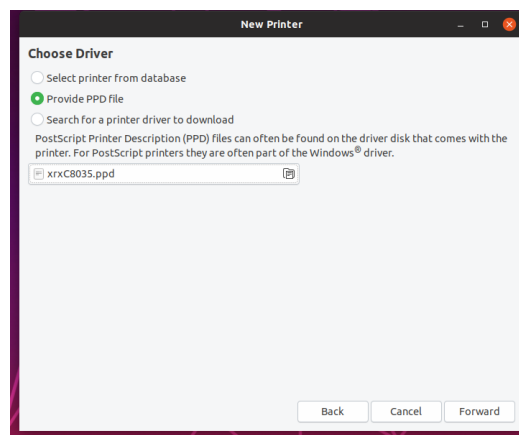 New Printer
Choose Driver
Select printer from database
Provide PPD file
Search for a printer driver to download
PostScript Printer Description (PPD) files can often be found on the driver disk that comes with the
printer. For PostScript printers they are often part of the Windows® driver.
xrxC8035.ppd
Back Cancel Forward